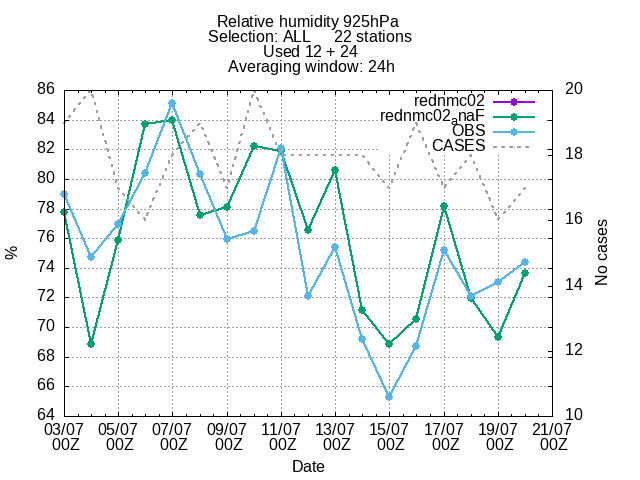 Relative humidity 925hPa
Selection: ALL 22 stations
Used 12 + 24
Averaging window: 24h
86
84
82
80
78
76
74
72
70
68
66
64
%
20
18
16
14
12
10
No cases
rednmc02
rednmc02anaF
OBS
CASES
03/07 05/07 07/07 09/07 11/07 13/07 15/07 17/07 19/07 21/07
00Z 00Z 00Z 00Z 00Z 00Z 00Z 00Z 00Z 00Z
Date